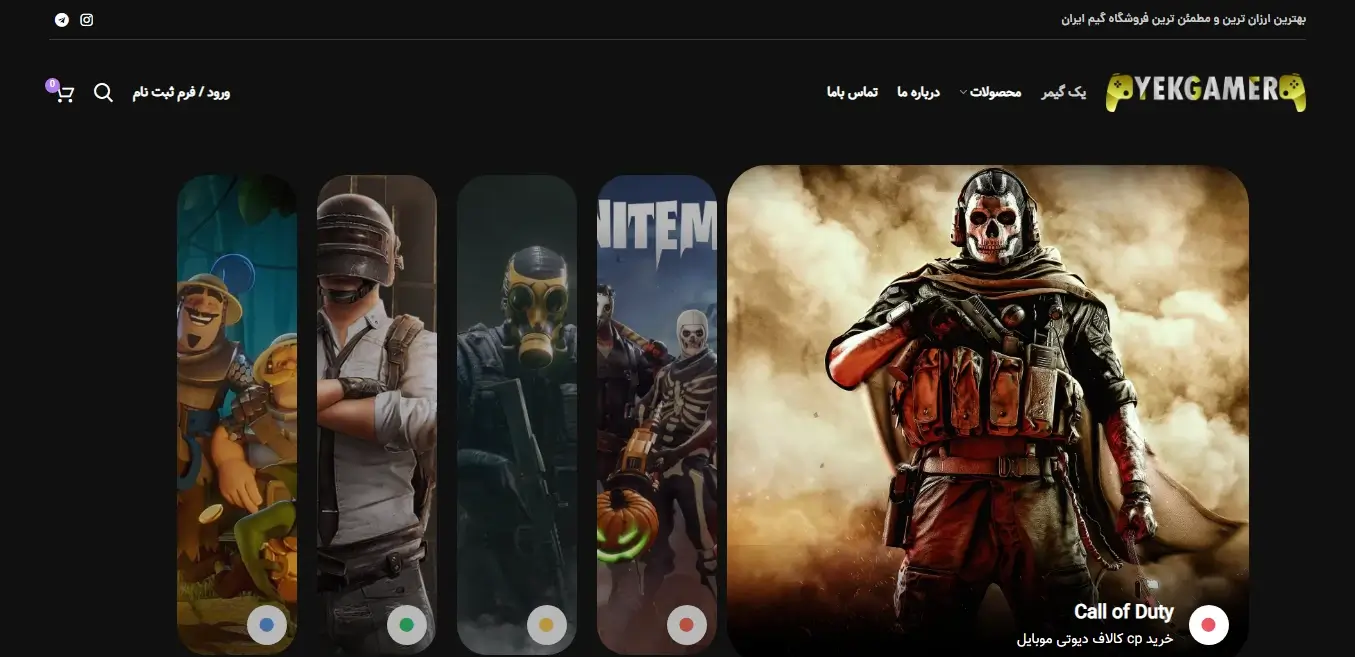 بهترین ارزان ترین و مطمئن ترین فروشگاه گیم ایران
YEKGAMER
یک گیمر
محصولات
درباره ما
تماس باما
ورود / فرم ثبت نام
0
NITEM
Call of Duty
خرید cp کالاف دیوتی موبایل